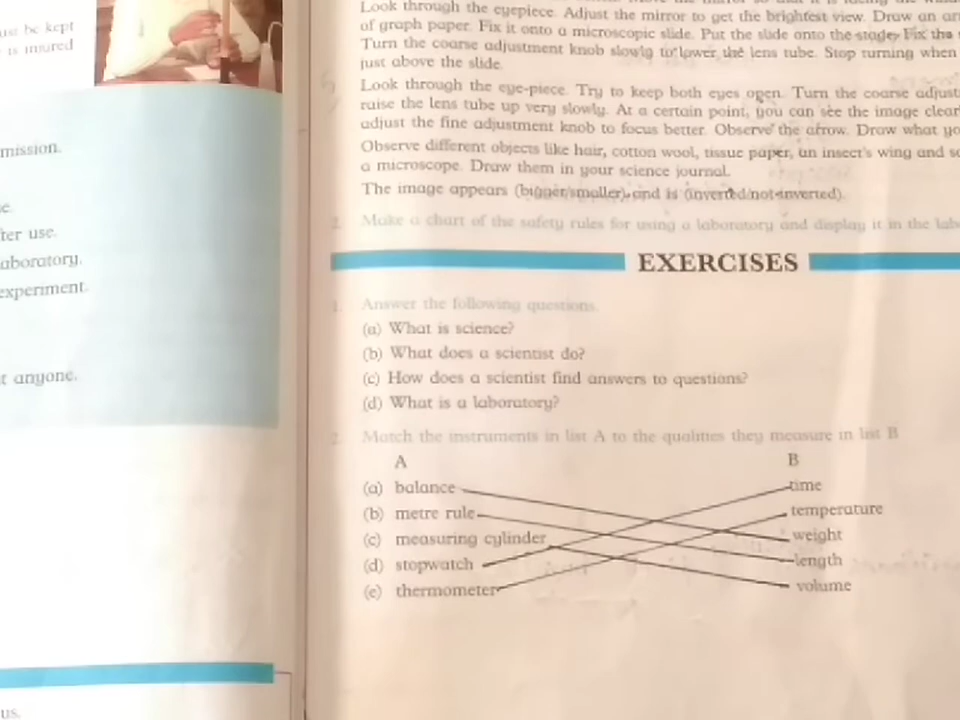 ust be kept
is insured
mission.
ter use.
aboratory.
experiment.
t anyone.
us.
Look through the eyepiece. Adjust the mirror to get the brightest view. Draw an
of graph paper. Fix it onto a microscopic slide. Put the slide onto the stage. Fix the
Turn the coarse adjustment knob slowly to lower the lens tube. Stop turning when
just above the slide.
Look through the eye-piece. Try to keep both eyes open. Turn the coarse adjust
raise the lens tube up very slowly. At a certain point, you can see the image clear
adjust the fine adjustment knob to focus better. Observe the arrow. Draw what yo
Observe different objects like hair, cotton wool, tissue paper, an insect's wing and
a microscope. Draw them in your science journal.
The image appears (bigger/smaller) and is (inverted/not-inverted).
2. Make a chart of the safety rules for using a laboratory and display it in the
EXERCISES
1. Answer the following questions.
(a) What is science?
(b) What does a scientist do?
(c) How does a scientist find answers to questions?
(d) What is a laboratory?
2. Match the instruments in list A to the qualities they measure in list B
A B
(a) balance time
(b) metre rule temperature
(c) measuring cylinder weight
(d) stopwatch length
(e) thermometer volume